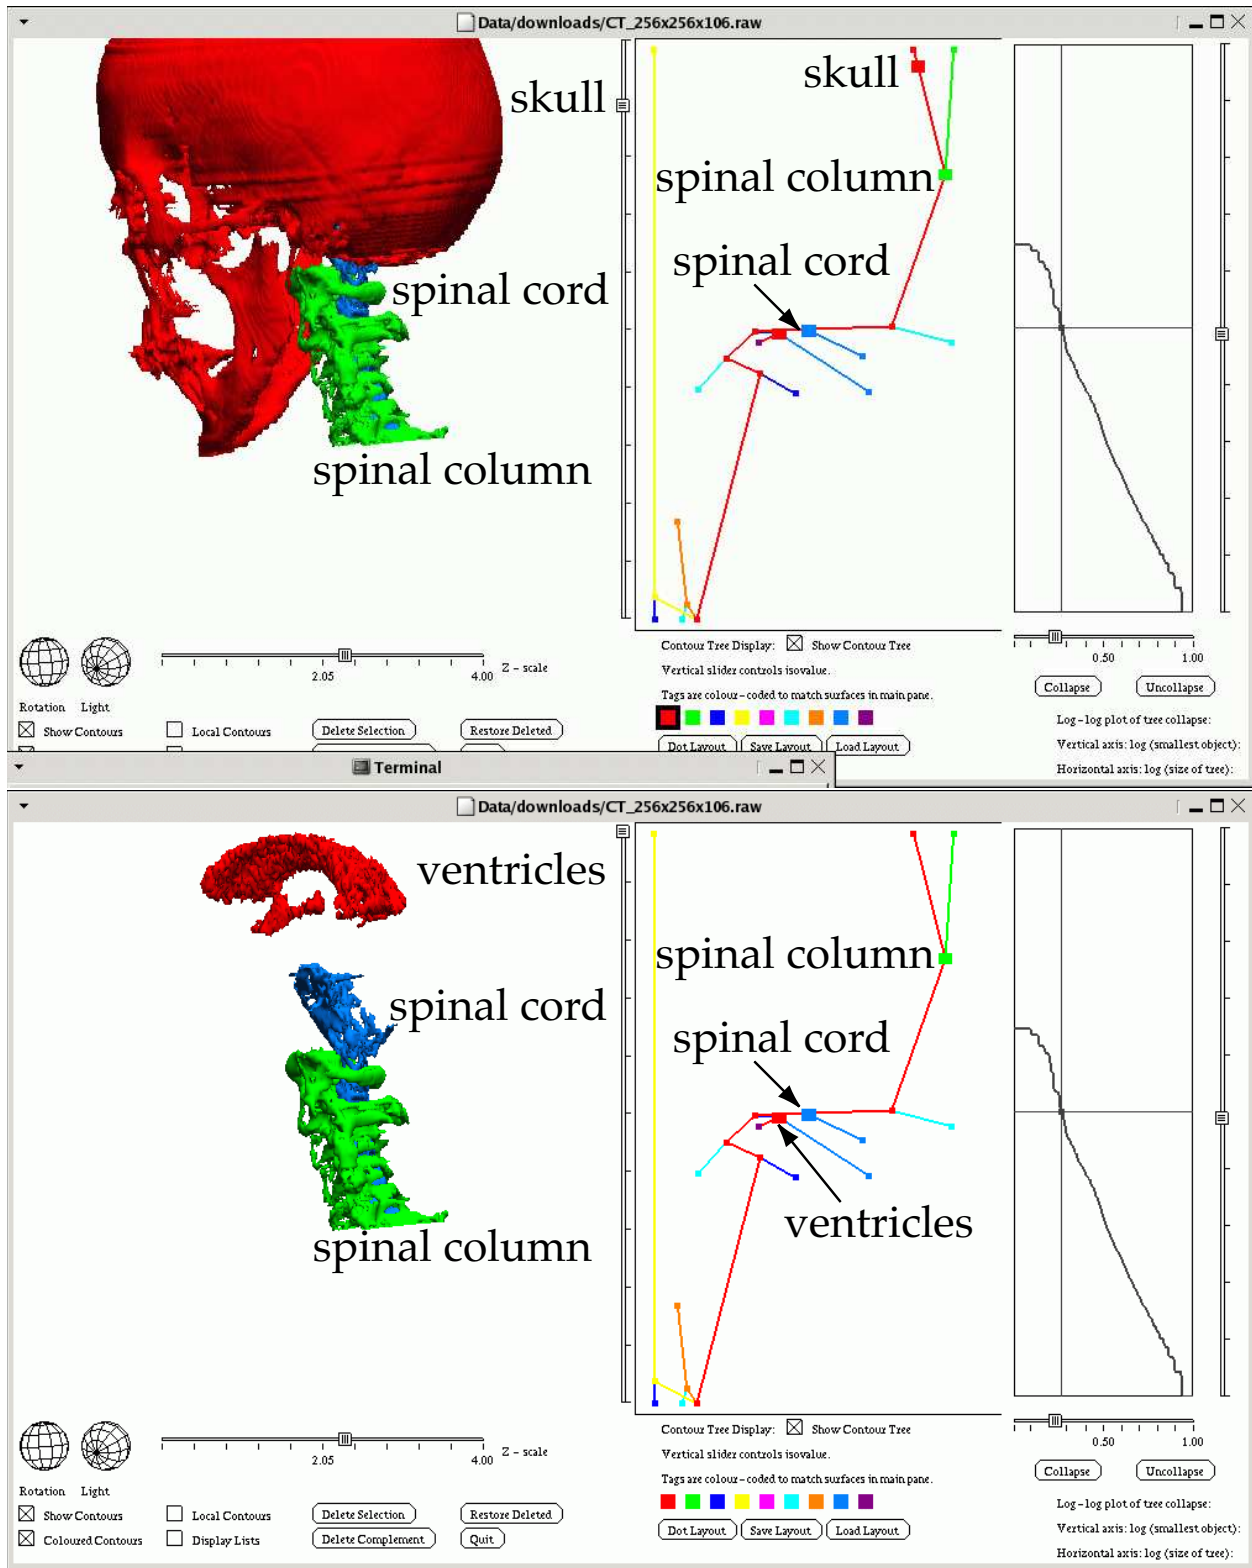 Data/downloads/CT_256x256x106.raw
skull
skull
spinal column
spinal cord
spinal cord
spinal column
Z - scale
2.05
4.00
Rotation
Light
Show Contours
Local Contours
Delete Selection
Restore Deleted
Contour Tree Display:
Show Contour Tree
Vertical slider controls isovalue.
Tags are colour-coded to match surfaces in main pane.
Dot Layout
Save Layout
Load Layout
0.50
1.00
Collapse
Uncollapse
Log-log plot of tree collapse:
Vertical axis: log (smallest object):
Horizontal axis: log (size of tree):
Terminal
Data/downloads/CT_256x256x106.raw
ventricles
spinal column
spinal cord
spinal cord
ventricles
spinal column
Z - scale
2.05
4.00
Rotation
Light
Show Contours
Local Contours
Delete Selection
Restore Deleted
Coloured Contours
Display Lists
Delete Complement
Quit
Contour Tree Display:
Show Contour Tree
Vertical slider controls isovalue.
Tags are colour-coded to match surfaces in main pane.
Dot Layout
Save Layout
Load Layout
0.50
1.00
Collapse
Uncollapse
Log-log plot of tree collapse:
Vertical axis: log (smallest object):
Horizontal axis: log (size of tree):